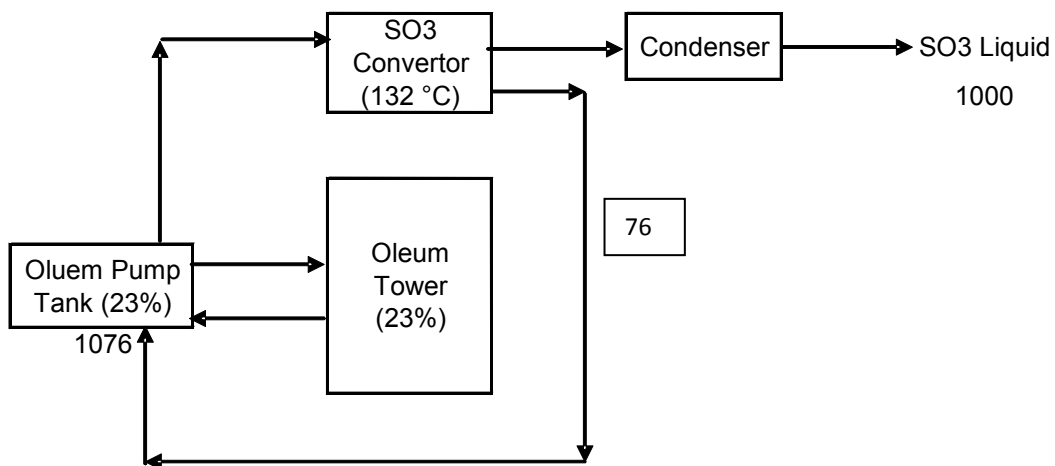 SO3
Convertor
(132 °C)
Condenser
SO3 Liquid
1000
76
Oleum
Tower
(23%)
Oluem Pump
Tank (23%)
1076